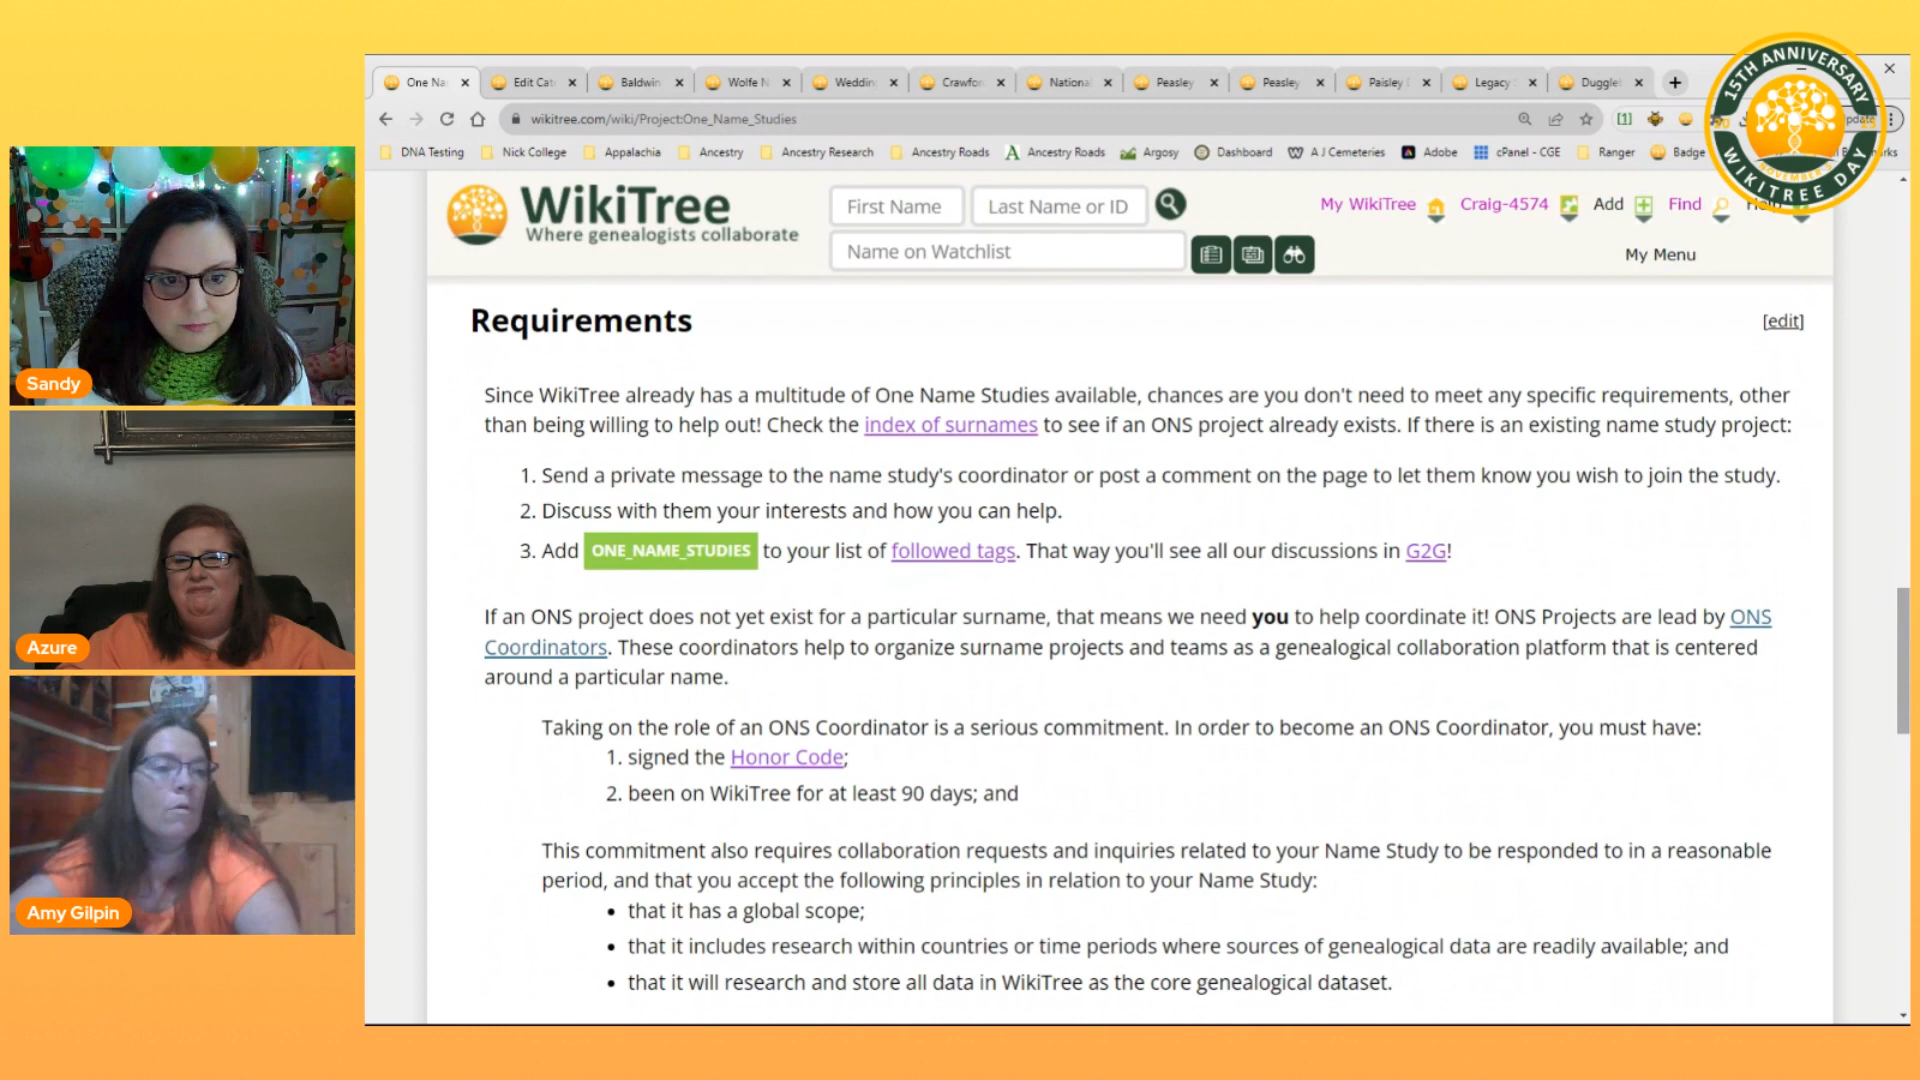 One Na
Edit Cat
Baldwin
Wolfe N
Weddin
Crawfor
Nationa
Peasley
Peasley
Paisley
Legacy
Duggle
wikitree.com/wiki/Project:One_Name_Studies
DNA Testing
Nick College
Appalachia
Ancestry
Ancestry Research
Ancestry Roads
Ancestry Roads
Argosy
Dashboard
A J Cemeteries
Adobe
cPanel - CGE
Ranger
Badge
15TH ANNIVERSARY
WIKITREE DAY
WikiTree
Where genealogists collaborate
First Name
Last Name or ID
Name on Watchlist
My WikiTree
Craig-4574
Add
Find
My Menu
Requirements
[edit]
Since WikiTree already has a multitude of One Name Studies available, chances are you don't need to meet any specific requirements, other
than being willing to help out! Check the index of surnames to see if an ONS project already exists. If there is an existing name study project:
1. Send a private message to the name study's coordinator or post a comment on the page to let them know you wish to join the study.
2. Discuss with them your interests and how you can help.
3. Add ONE_NAME_STUDIES to your list of followed tags. That way you'll see all our discussions in G2G!
If an ONS project does not yet exist for a particular surname, that means we need you to help coordinate it! ONS Projects are lead by ONS
Coordinators. These coordinators help to organize surname projects and teams as a genealogical collaboration platform that is centered
around a particular name.
Taking on the role of an ONS Coordinator is a serious commitment. In order to become an ONS Coordinator, you must have:
1. signed the Honor Code;
2. been on WikiTree for at least 90 days; and
This commitment also requires collaboration requests and inquiries related to your Name Study to be responded to in a reasonable
period, and that you accept the following principles in relation to your Name Study:
• that it has a global scope;
• that it includes research within countries or time periods where sources of genealogical data are readily available; and
• that it will research and store all data in WikiTree as the core genealogical dataset.
Sandy
Azure
Amy Gilpin